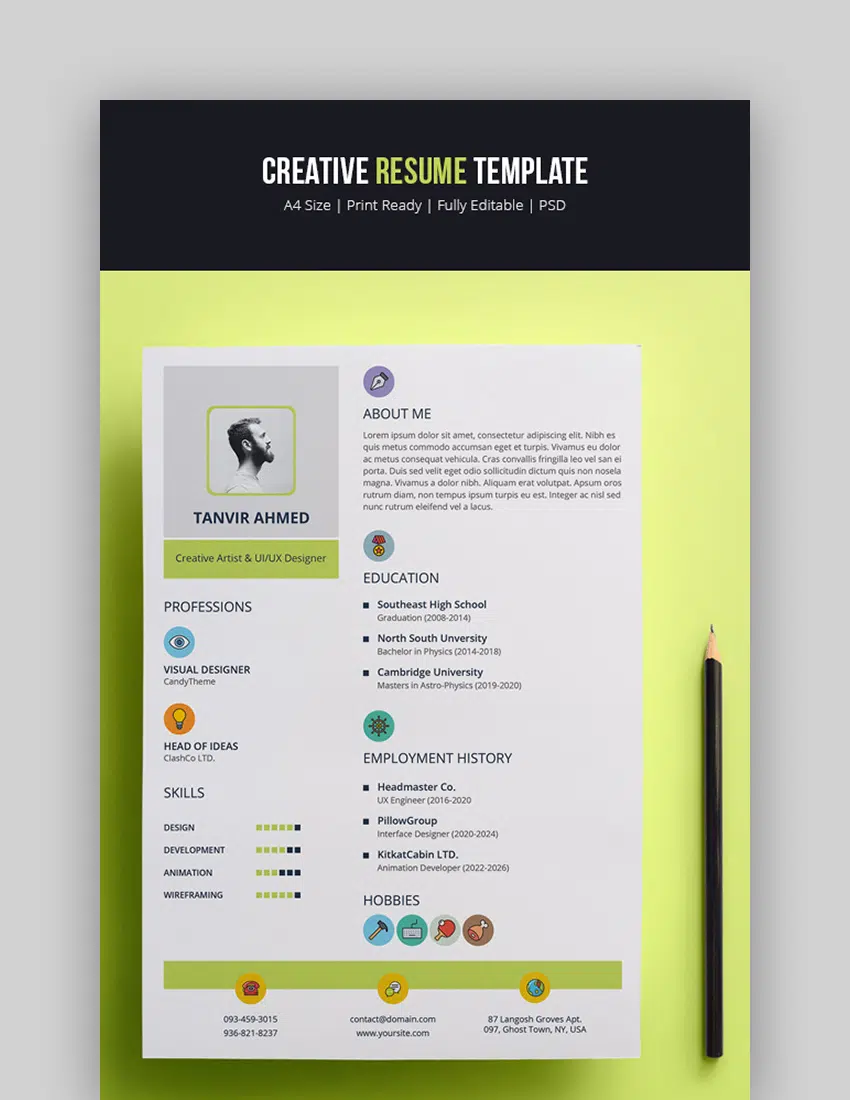 CREATIVE RESUME TEMPLATE
A4 Size | Print Ready | Fully Editable | PSD
TANVIR AHMED
Creative Artist & UI/UX Designer
PROFESSIONS
VISUAL DESIGNER
CandyTheme
HEAD OF IDEAS
ClashCo LTD.
SKILLS
DESIGN
DEVELOPMENT
ANIMATION
WIREFRAMING
ABOUT ME
Lorem ipsum dolor sit amet, consectetur adipiscing elit. Nibh es
quis metus commodo accumsan eget et turpis. Vivamus eu dolor
ac metus consequat vehicula. Cras convallis fringilla leo vel san ei
porta. Duis sed velit eget odio sollicitudin dictum quis non nosela
magna. Vivamus a dolor nibh. Aliquam erat volutpat. Apsum oros
rutrum diam, non tempus ipsum turpis eu est. Integer ac nisl sed
nunc rutrum eleifend vel a lacus.
EDUCATION
Southeast High School
Graduation (2008-2014)
North South Unversity
Bachelor in Physics (2014-2018)
Cambridge University
Masters in Astro-Physics (2019-2020)
EMPLOYMENT HISTORY
Headmaster Co.
UX Engineer (2016-2020
PillowGroup
Interface Designer (2020-2024)
KitkatCabin LTD.
Animation Developer (2022-2026)
HOBBIES
093-459-3015
936-821-8237
contact@domain.com
www.yoursite.com
87 Langosh Groves Apt.
097, Ghost Town, NY, USA